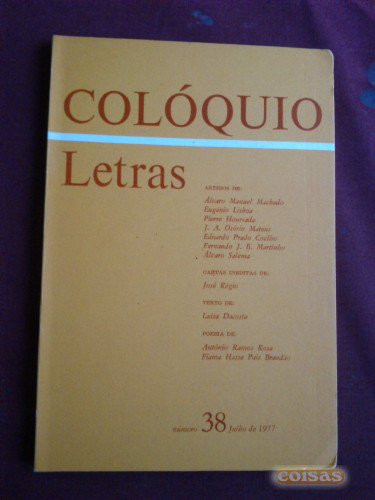 COLÓQUIO
Letras
ARTIGOS DE:
Álvaro Manuel Machado
Eugénio Lisboa
Pierre Hourcade
J. A. Osório Mateus
Eduardo Prado Coelho
Fernando J. B. Martinho
Álvaro Salema
CARTAS INÉDITAS DE:
José Régio
TEXTO DE:
Luiza
POESIA DE:
António Ramos Rosa
Fiama Hasse Pais Brandão
número 38 Julho de 1977
coisas